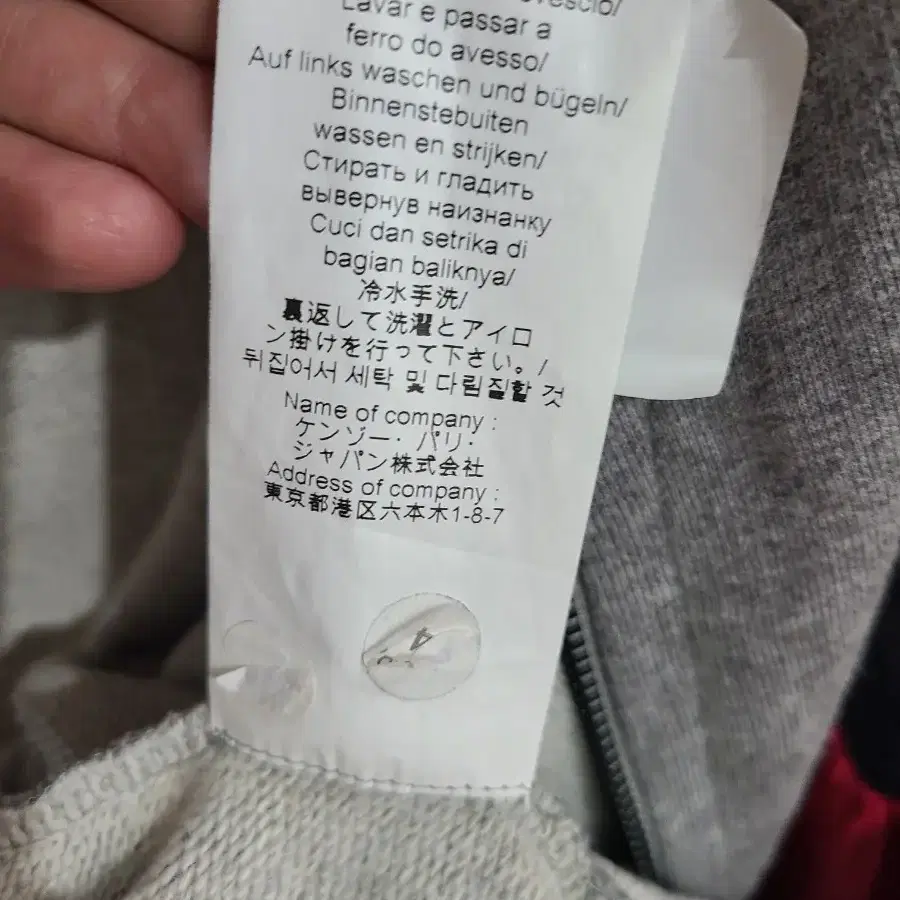 Lavar e passar a
ferro do avesso/
Auf links waschen und bügeln/
Binnenstebuiten
wassen en strijken/
Стирать и гладить
вывернув наизнанку
Cuci dan setrika di
bagian baliknya/
冷水手洗/
裏返して洗濯とアイロ
ン掛けを行って下さい。/
뒤집어서 세탁 및 다림질할 것
Name of company :
ケンゾー・パリ・
ジャパン株式会社
Address of company :
東京都港区六本木1-8-7
4